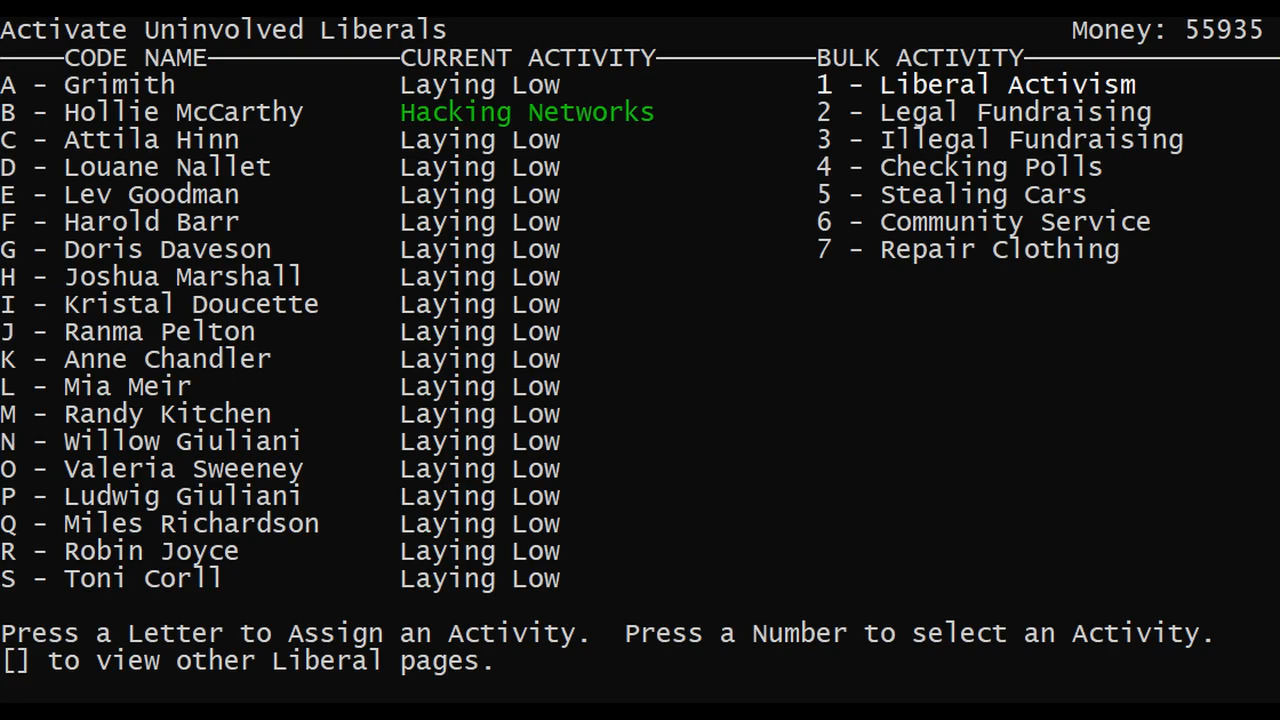 Activate Uninvolved Liberals Money: 55935
CODE NAME CURRENT ACTIVITY BULK ACTIVITY
A - Grimith Laying Low 1 - Liberal Activism
B - Hollie McCarthy Hacking Networks 2 - Legal Fundraising
C - Attila Hinn Laying Low 3 - Illegal Fundraising
D - Louane Nallet Laying Low 4 - Checking Polls
E - Lev Goodman Laying Low 5 - Stealing Cars
F - Harold Barr Laying Low 6 - Community Service
G - Doris Daveson Laying Low 7 - Repair Clothing
H - Joshua Marshall Laying Low
I - Kristal Doucette Laying Low
J - Ranma Pelton Laying Low
K - Anne Chandler Laying Low
L - Mia Meir Laying Low
M - Randy Kitchen Laying Low
N - Willow Giuliani Laying Low
O - Valeria Sweeney Laying Low
P - Ludwig Giuliani Laying Low
Q - Miles Richardson Laying Low
R - Robin Joyce Laying Low
S - Toni Corll Laying Low
Press a Letter to Assign an Activity. Press a Number to select an Activity.
[] to view other Liberal pages.